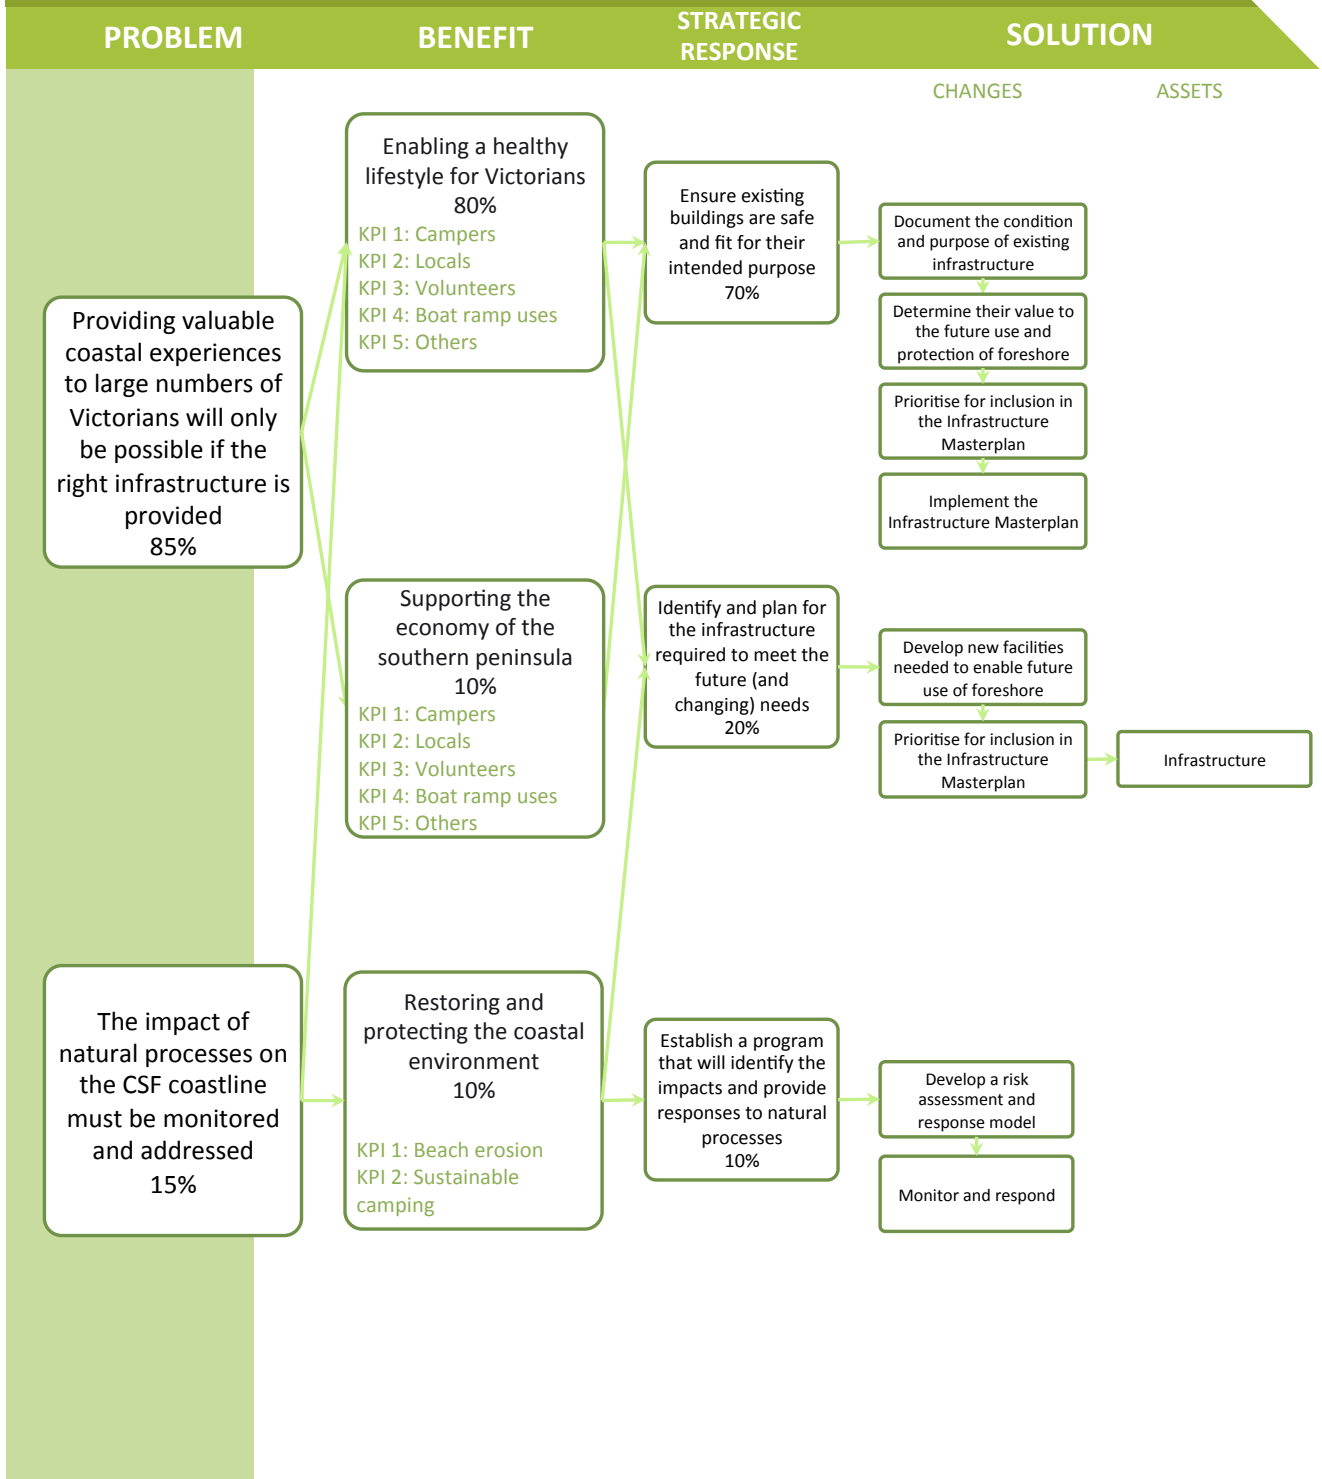 PROBLEM
BENEFIT
STRATEGIC
RESPONSE
SOLUTION
CHANGES
ASSETS
Providing valuable
coastal experiences
to large numbers of
Victorians will only
be possible if the
right infrastructure is
provided
85%
The impact of
natural processes on
the CSF coastline
must be monitored
and addressed
15%
Enabling a healthy
lifestyle for Victorians
80%
KPI 1: Campers
KPI 2: Locals
KPI 3: Volunteers
KPI 4: Boat ramp uses
KPI 5: Others
Supporting the
economy of the
southern peninsula
10%
KPI 1: Campers
KPI 2: Locals
KPI 3: Volunteers
KPI 4: Boat ramp uses
KPI 5: Others
Restoring and
protecting the coastal
environment
10%
KPI 1: Beach erosion
KPI 2: Sustainable
camping
Ensure existing
buildings are safe
and fit for their
intended purpose
70%
Identify and plan for
the infrastructure
required to meet the
future (and
changing) needs
20%
Establish a program
that will identify the
impacts and provide
responses to natural
processes
10%
Document the condition
and purpose of existing
infrastructure
Determine their value to
the future use and
protection of foreshore
Prioritise for inclusion in
the Infrastructure
Masterplan
Implement the
Infrastructure Masterplan
Develop new facilities
needed to enable future
use of foreshore
Prioritise for inclusion in
the Infrastructure
Masterplan
Infrastructure
Develop a risk
assessment and
response model
Monitor and respond